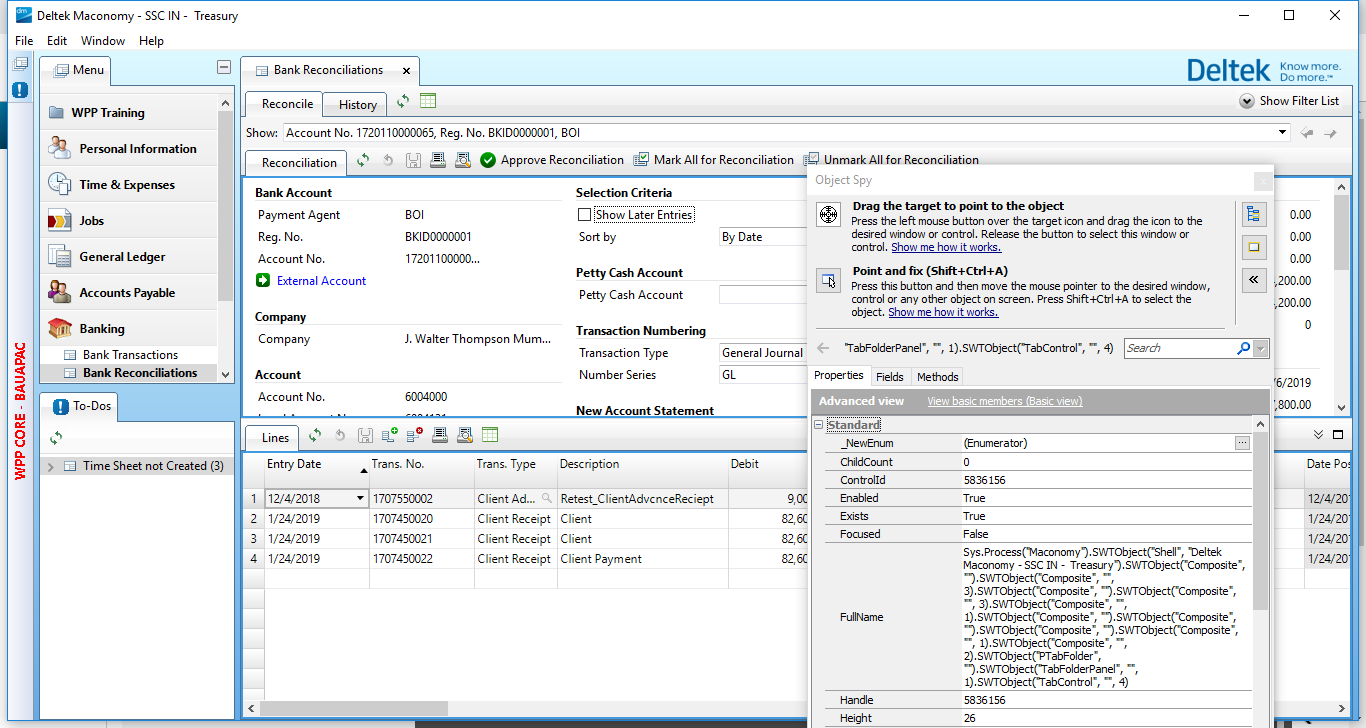 Deltek Maconomy - SSC IN - Treasury
File Edit Window Help
WPP CORE - BAUAPAC
Menu
WPP Training
Personal Information
Time & Expenses
Jobs
General Ledger
Accounts Payable
Banking
Bank Transactions
Bank Reconciliations
To-Dos
Time Sheet not Created (3)
Bank Reconciliations
Deltek Know more. Do more.™
Reconcile History
Show Filter List
Show: Account No. 1720110000065, Reg. No. BKID0000001, BOI
Reconciliation Approve Reconciliation Mark All for Reconciliation Unmark All for Reconciliation
Bank Account
Payment Agent BOI
Reg. No. BKID0000001
Account No. 17201100000...
External Account
Company
Company J. Walter Thompson Mum...
Account
Account No. 6004000
Selection Criteria
Show Later Entries
Sort by By Date
Petty Cash Account
Petty Cash Account
Transaction Numbering
Transaction Type General Journal
Number Series GL
New Account Statement
0.00
0.00
0.00
,200.00
,200.00
0
/6/2019
,800.00
Object Spy
Drag the target to point to the object
Press the left mouse button over the target icon and drag the icon to the
desired window or control. Release the button to select this window or
control. Show me how it works.
Point and fix (Shift+Ctrl+A)
Press this button and then move the mouse pointer to the desired window,
control or any other object on screen. Press Shift+Ctrl+A to select the
object. Show me how it works.
"TabFolderPanel", "", 1).SWTObject("TabControl", "", 4) Search
Properties Fields Methods
Advanced view View basic members (Basic view)
Standard
_NewEnum (Enumerator)
ChildCount 0
ControlId 5836156
Enabled True
Exists True
Focused False
FullName
Sys.Process("Maconomy").SWTObject("Shell", "Deltek
Maconomy - SSC IN - Treasury").SWTObject("Composite",
"").SWTObject("Composite", "",
3).SWTObject("Composite", "").SWTObject("Composite",
"", 3).SWTObject("Composite", "",
1).SWTObject("Composite", "").SWTObject("Composite",
"").SWTObject("Composite", "").SWTObject("Composite",
"", 1).SWTObject("Composite", "",
2).SWTObject("PTabFolder",
"").SWTObject("TabFolderPanel", "",
1).SWTObject("TabControl", "", 4)
Handle 5836156
Height 26
Lines
Entry Date Trans. No. Trans. Type Description Debit Date Pos
1 12/4/2018 1707550002 Client Ad... Retest_ClientAdvcnceReciept 9,00 12/4/201
2 1/24/2019 1707450020 Client Receipt Client 82,60 1/24/201
3 1/24/2019 1707450021 Client Receipt Client 82,60 1/24/201
4 1/24/2019 1707450022 Client Receipt Client Payment 82,60 1/24/201